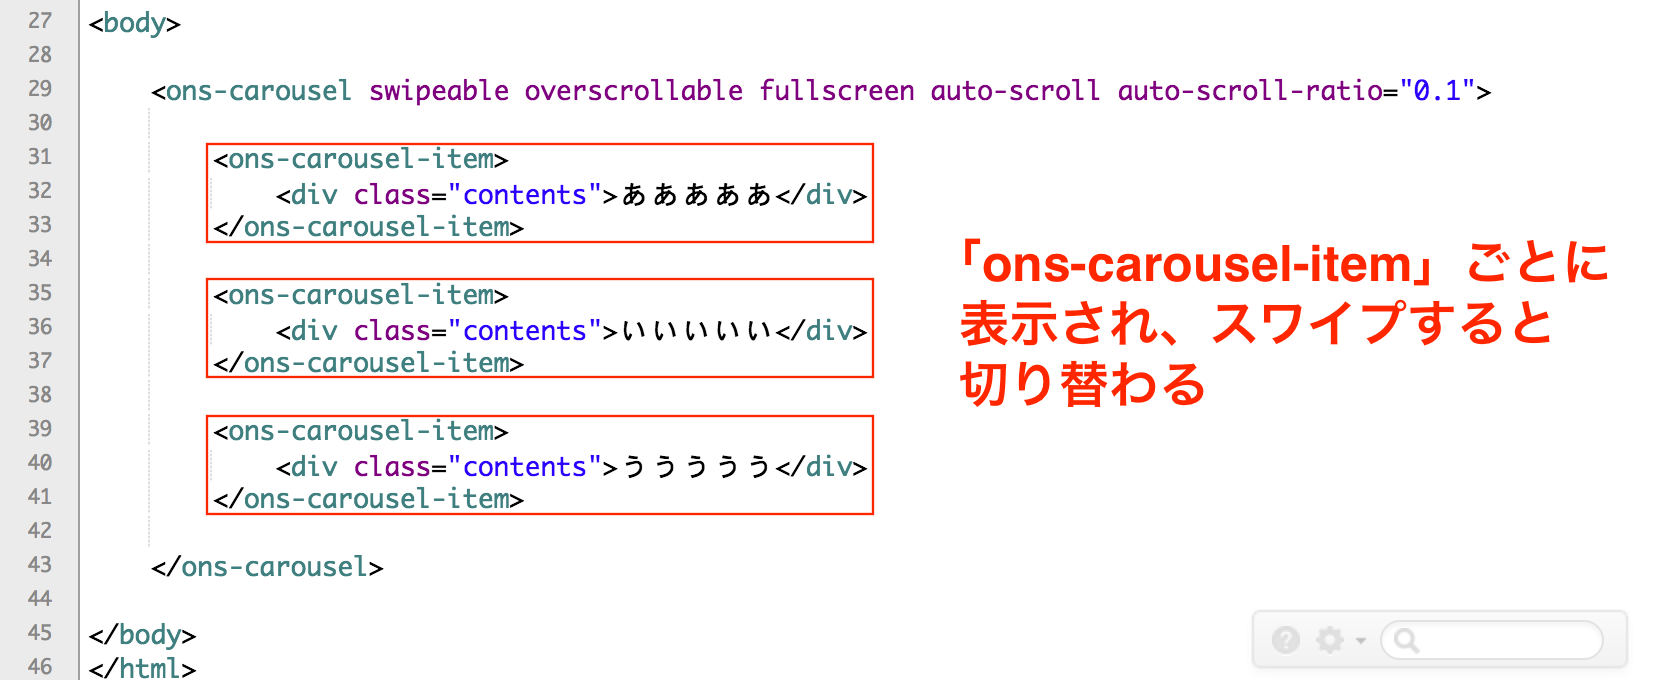 27 <body>
28
29 <ons-carousel swipeable overscrollable fullscreen auto-scroll auto-scroll-ratio="0.1">
30
31 <ons-carousel-item>
32 <div class="contents">あああああ</div>
33 </ons-carousel-item>
34
35 <ons-carousel-item>
36 <div class="contents">いいいいい</div>
37 </ons-carousel-item>
38
39 <ons-carousel-item>
40 <div class="contents">ううううう</div>
41 </ons-carousel-item>
42
43 </ons-carousel>
44
45 </body>
46 </html>
「ons-carousel-item」ごとに
表示され、スワイプすると
切り替わる